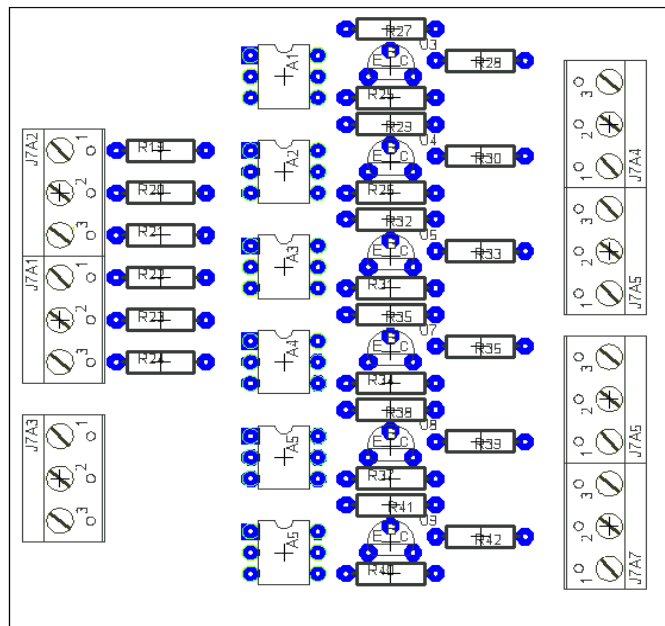 R27
U3
A1
E C
R28
R25
R29
U4
A2
E C
R30
R26
R32
U5
A3
E C
R33
R31
R35
U7
A4
E C
R35
R34
R38
U8
A5
E C
R39
R37
R41
U9
A6
E C
R42
R40
J7A2
1
2
3
R19
R20
R21
J7A1
1
2
3
R22
R23
R24
J7A3
1
2
3
3
2
1
J7A4
3
2
1
J7A5
3
2
1
J7A6
3
2
1
J7A7